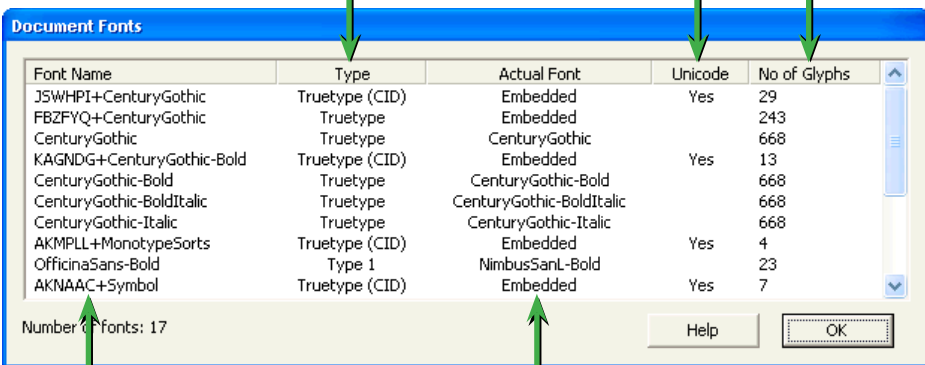 Document Fonts
Font Name Type Actual Font Unicode No of Glyphs
JSWHPI+CenturyGothic Truetype (CID) Embedded Yes 29
FBZFYQ+CenturyGothic Truetype Embedded 243
CenturyGothic Truetype CenturyGothic 668
KAGNDG+CenturyGothic-Bold Truetype (CID) Embedded Yes 13
CenturyGothic-Bold Truetype CenturyGothic-Bold 668
CenturyGothic-BoldItalic Truetype CenturyGothic-BoldItalic 668
CenturyGothic-Italic Truetype CenturyGothic-Italic 668
AKMPLL+MonotypeSorts Truetype (CID) Embedded Yes 4
OfficinaSans-Bold Type 1 NimbusSanL-Bold 23
AKNAAC+Symbol Truetype (CID) Embedded Yes 7
Number of fonts: 17 Help OK